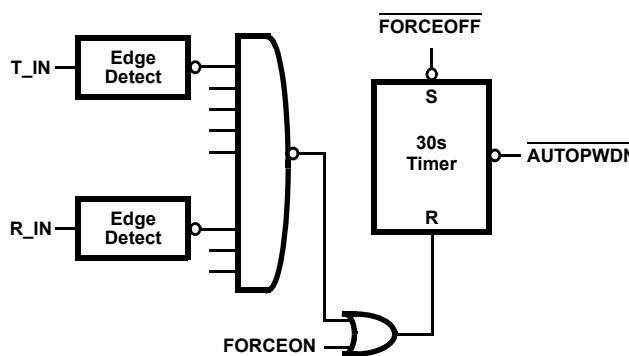 FORCEOFF
T_IN
Edge
Detect
S
30s
Timer
AUTOPWDN
R_IN
Edge
Detect
R
FORCEON